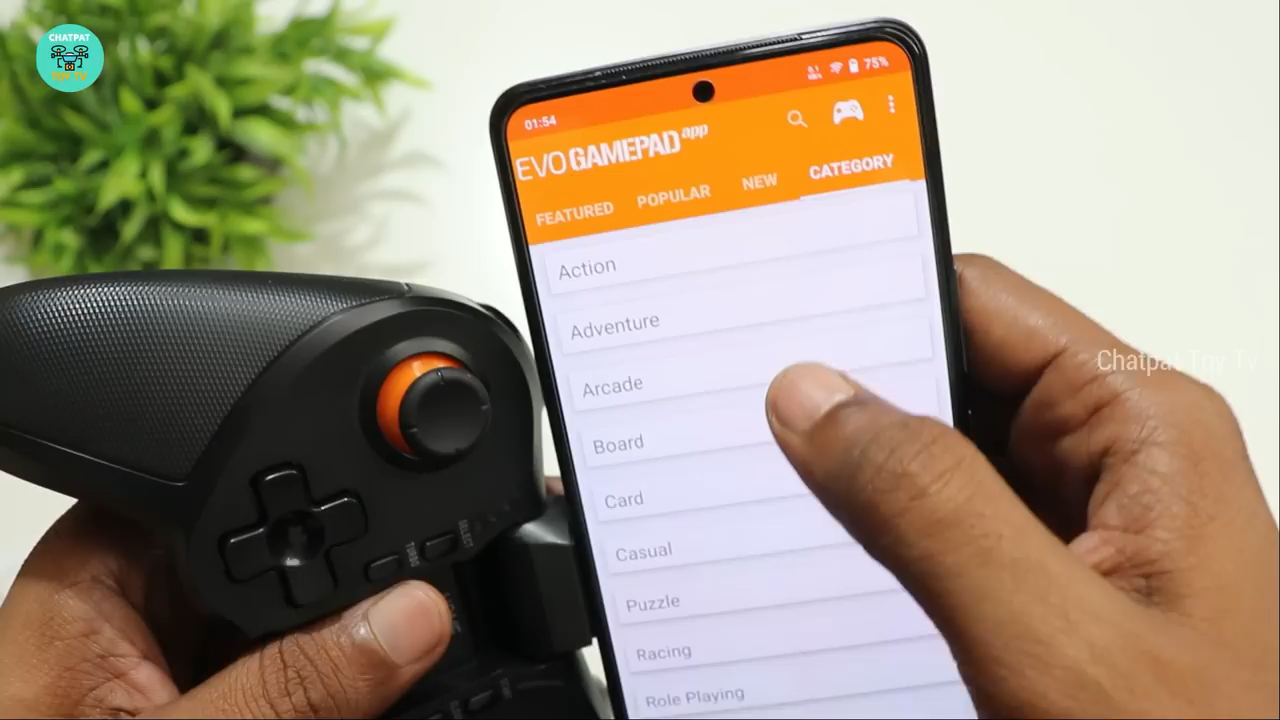 CHATPAT
TOY TV
01:54
75%
EVO GAMEPAD app
FEATURED
POPULAR
NEW
CATEGORY
Action
Adventure
Arcade
Board
Card
Casual
Puzzle
Racing
Role Playing
SELECT
TURBO
Chatpat Toy Tv